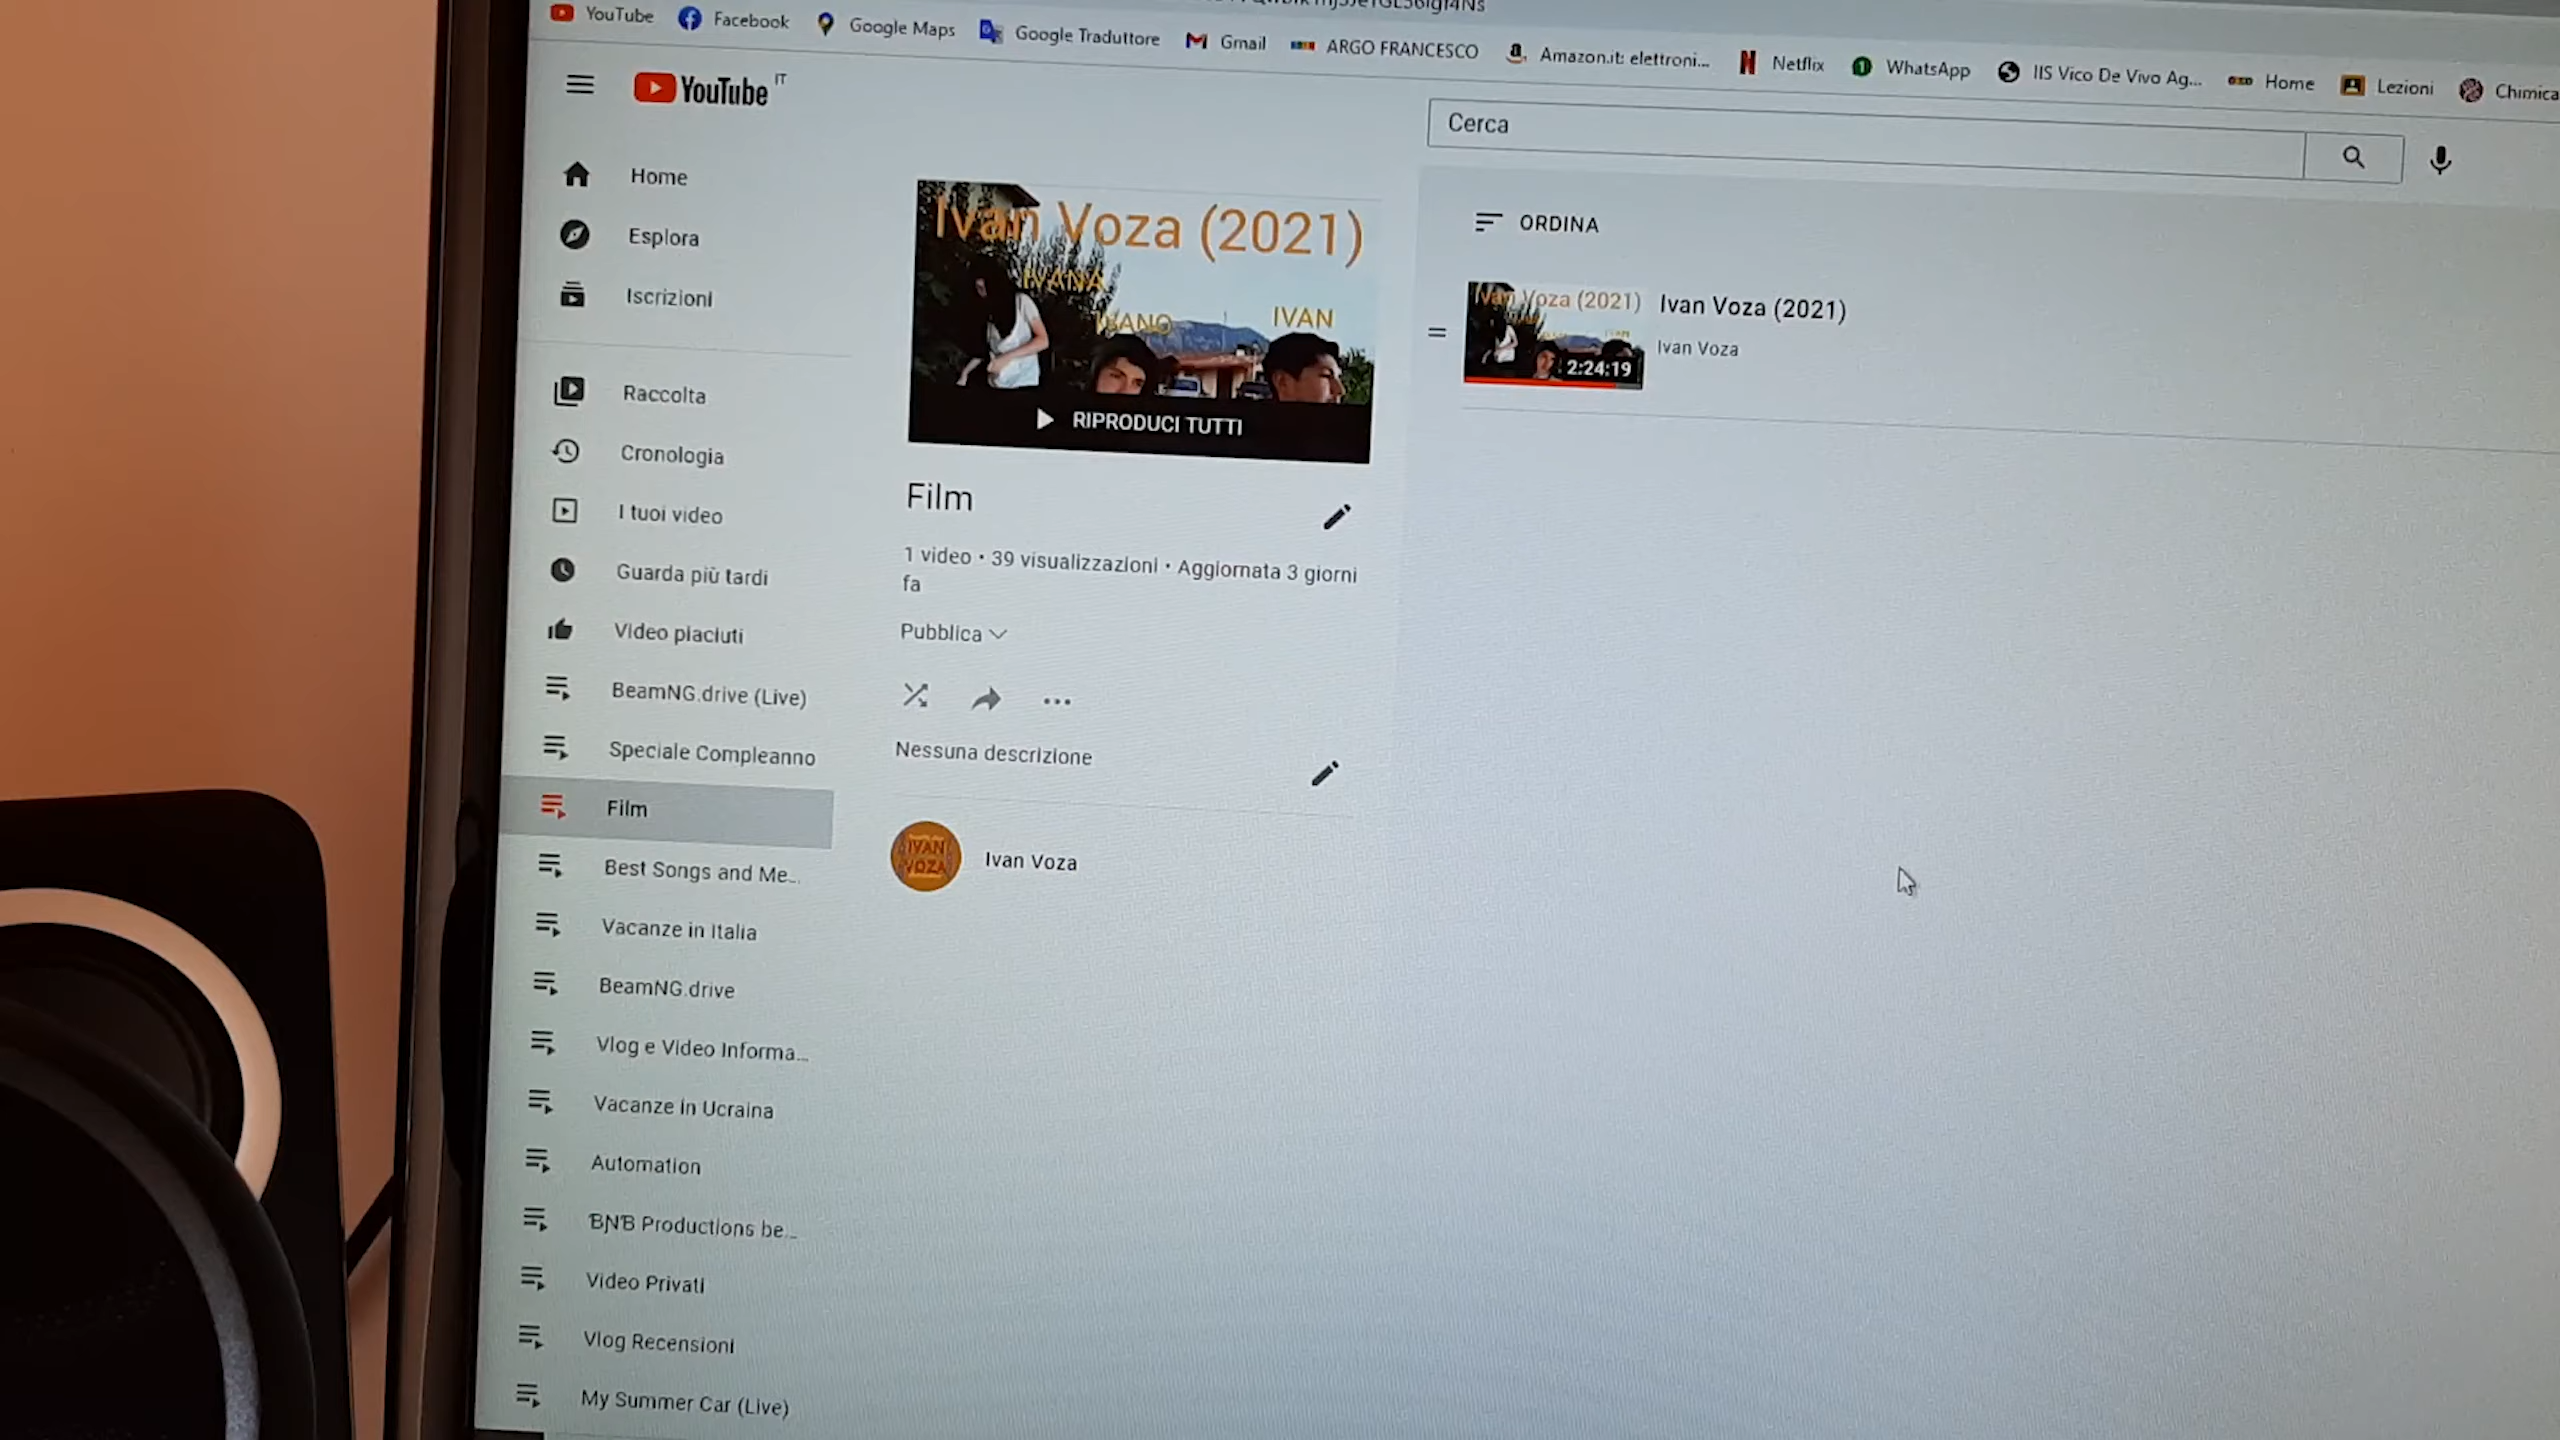 YouTube Facebook Google Maps Google Traduttore Gmail ARGO FRANCESCO Amazon.it: elettroni... Netflix WhatsApp IIS Vico De Vivo Ag... Home Lezioni Chimica
YouTube IT
Cerca
Home
Esplora
Iscrizioni
Raccolta
Cronologia
I tuoi video
Guarda più tardi
Video piaciuti
BeamNG.drive (Live)
Speciale Compleanno
Film
Best Songs and Me...
Vacanze in Italia
BeamNG.drive
Vlog e Video Informa...
Vacanze in Ucraina
Automation
BNB Productions be...
Video Privati
Vlog Recensioni
My Summer Car (Live)
Ivan Voza (2021)
IVANA
IVANO
IVAN
RIPRODUCI TUTTI
Film
1 video • 39 visualizzazioni • Aggiornata 3 giorni
fa
Pubblica
Nessuna descrizione
IVAN
VOZA
Ivan Voza
ORDINA
Ivan Voza (2021)
2:24:19
Ivan Voza (2021)
Ivan Voza